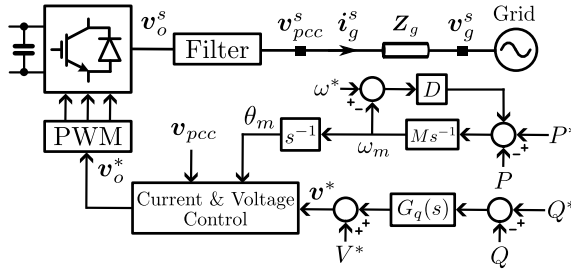 v_o^s
v_pcc^s
i_g^s
Z_g
v_g^s
Grid
Filter
ω*
+
−
D
θ_m
PWM
v_pcc
s⁻¹
ω_m
Ms⁻¹
−
+
P*
P
v_o^*
Current & Voltage
Control
v*
+
+
V*
G_q(s)
−
+
Q*
Q